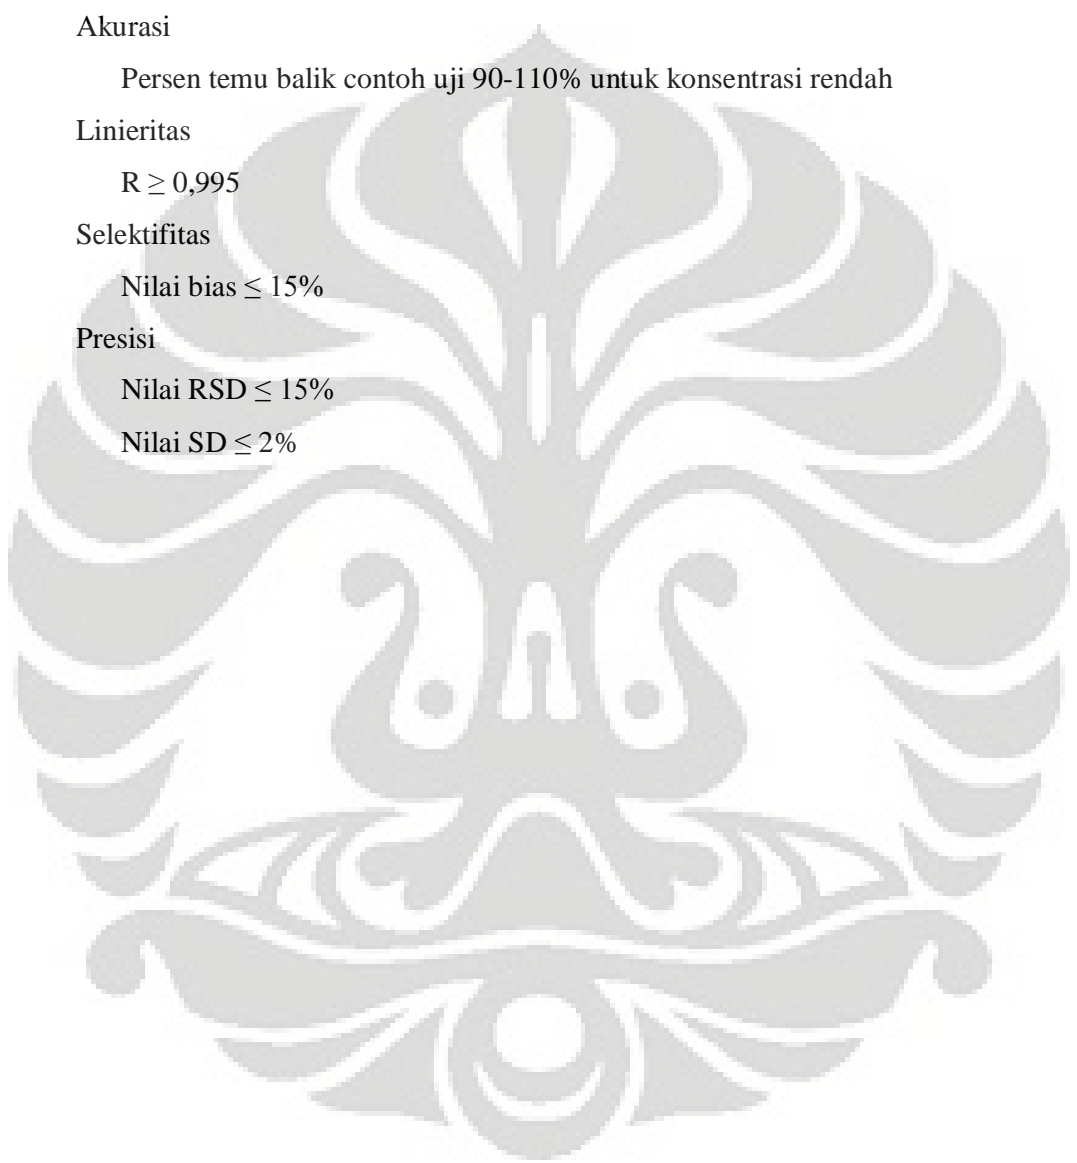 Akurasi
Persen temu balik contoh uji 90-110% untuk konsentrasi rendah
Linieritas
R ≥ 0,995
Selektifitas
Nilai bias ≤ 15%
Presisi
Nilai RSD ≤ 15%
Nilai SD ≤ 2%